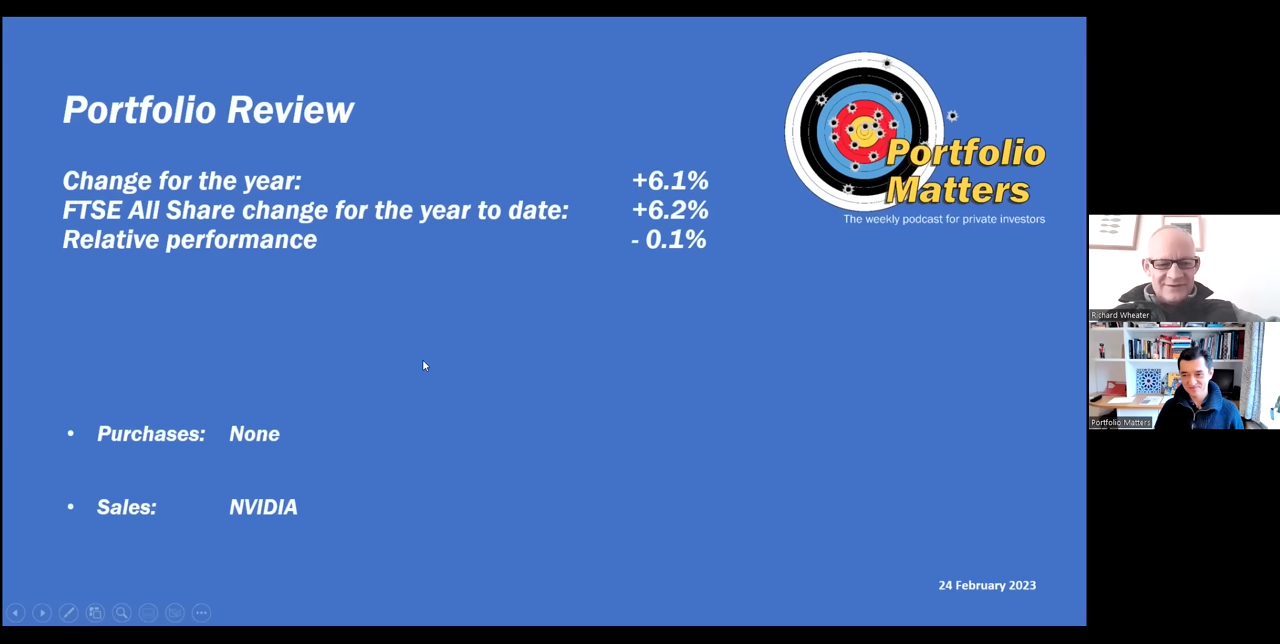 Portfolio Review
Change for the year: +6.1%
FTSE All Share change for the year to date: +6.2%
Relative performance - 0.1%
• Purchases: None
• Sales: NVIDIA
24 February 2023
Portfolio
Matters
The weekly podcast for private investors
Richard Wheater
Portfolio Matters